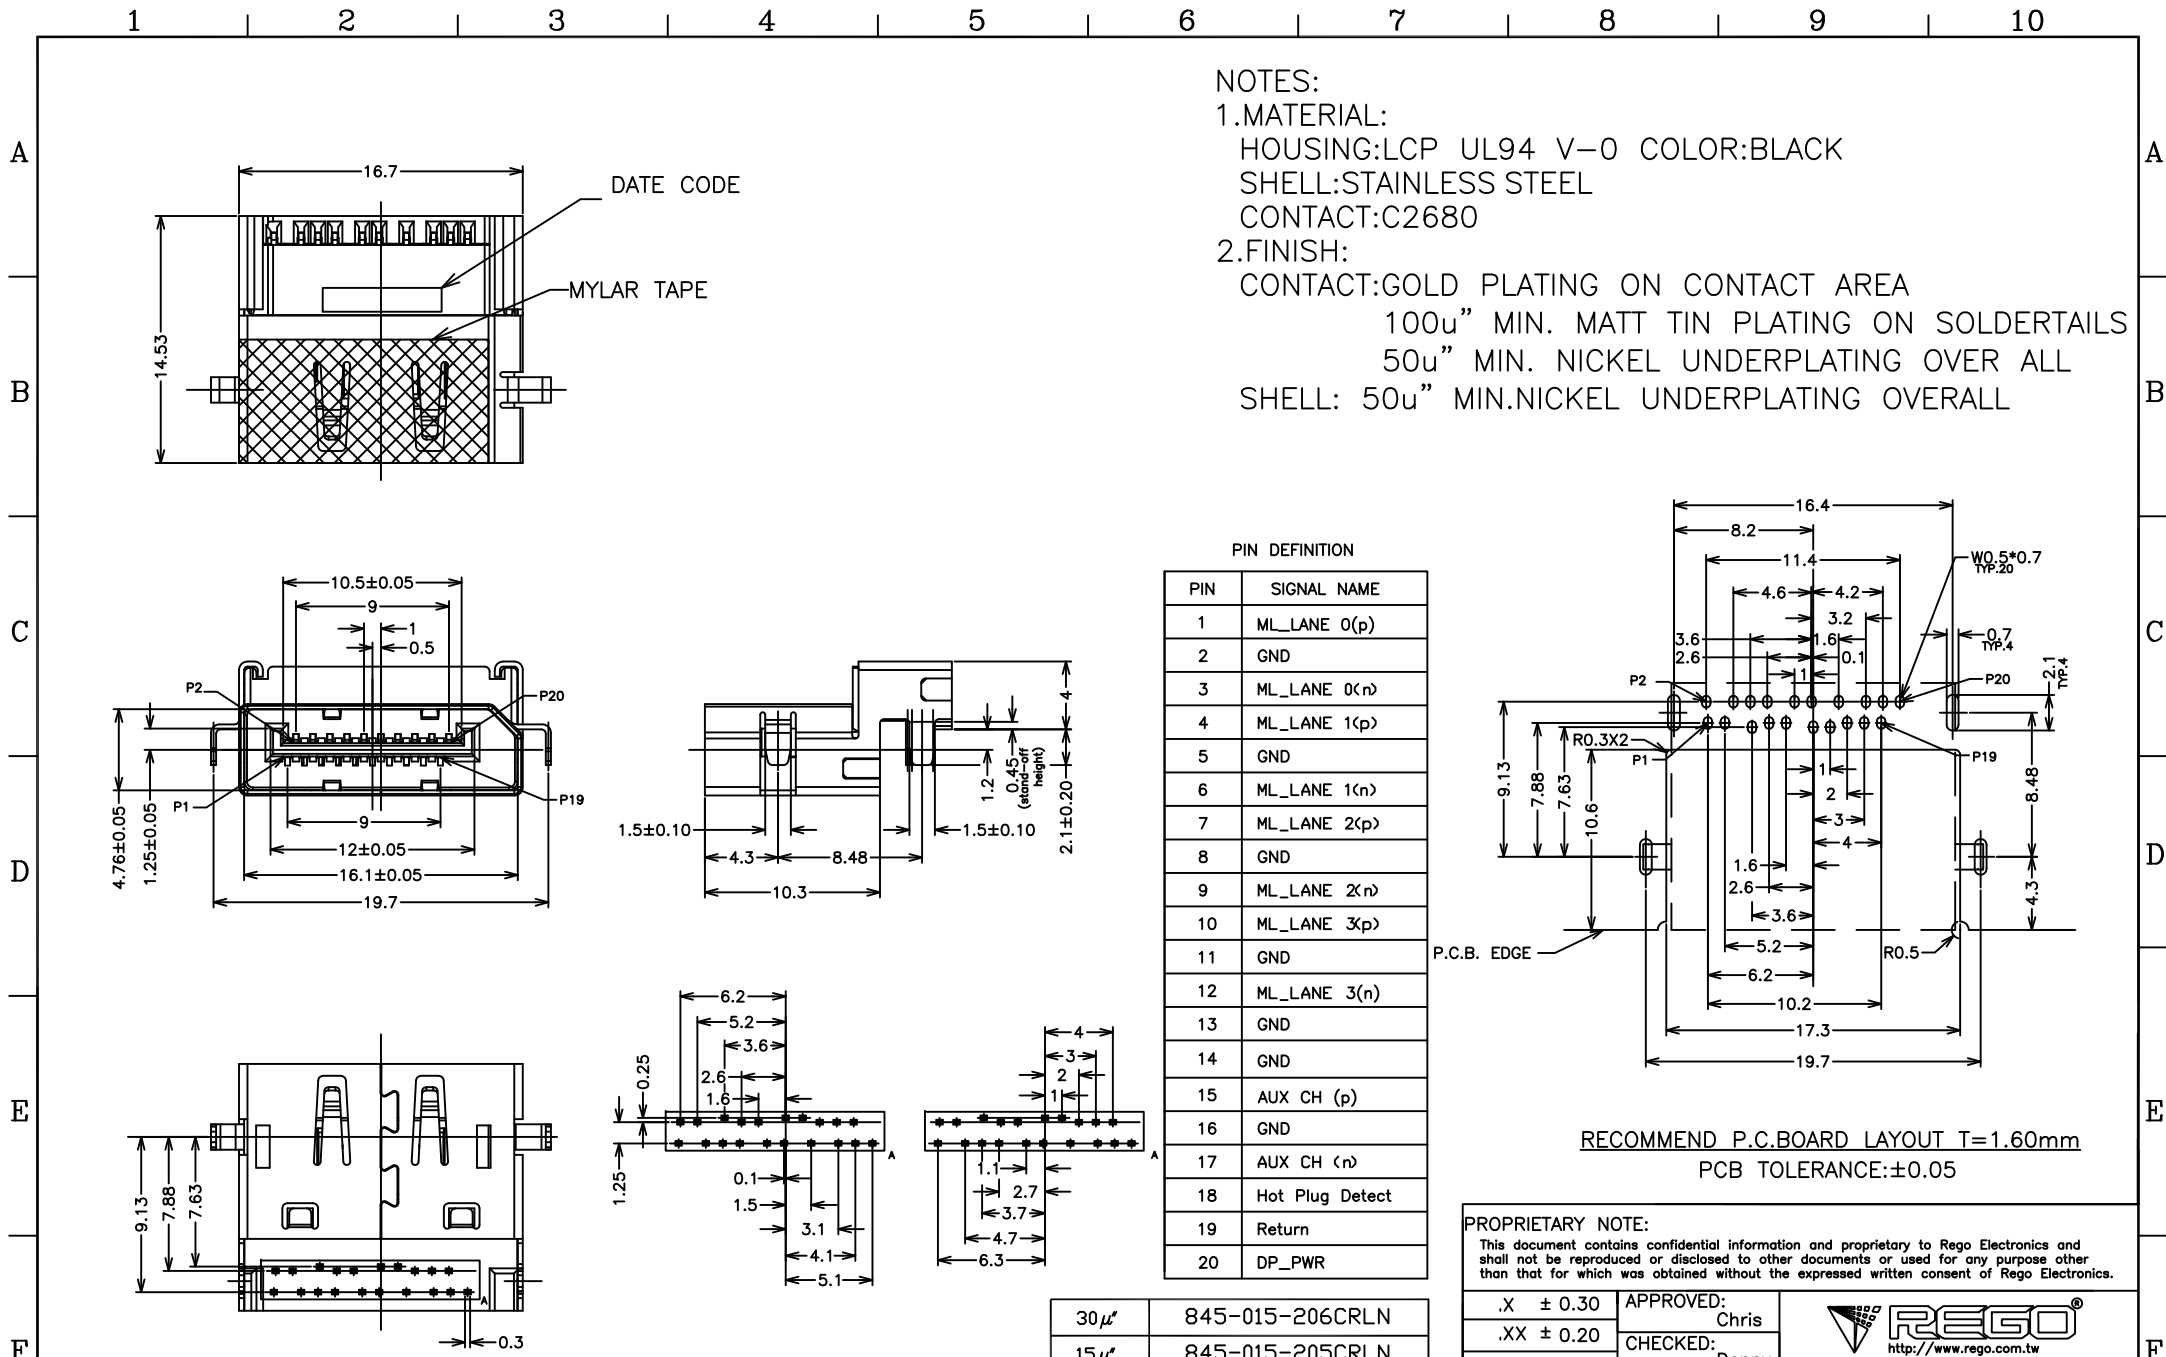 1 2 3 4 5 6 7 8 9 10
A A
B B
C C
D D
E E
F F
NOTES:
1.MATERIAL:
HOUSING:LCP UL94 V-0 COLOR:BLACK
SHELL:STAINLESS STEEL
CONTACT:C2680
2.FINISH:
CONTACT:GOLD PLATING ON CONTACT AREA
100u" MIN. MATT TIN PLATING ON SOLDERTAILS
50u" MIN. NICKEL UNDERPLATING OVER ALL
SHELL: 50u" MIN.NICKEL UNDERPLATING OVERALL
16.7
DATE CODE
MYLAR TAPE
14.53
10.5±0.05
9
1
0.5
P2
P20
P1
P19
9
12±0.05
16.1±0.05
19.7
4.76±0.05
1.25±0.05
4
1.2
0.45
(stand-off
height)
2.1±0.20
1.5±0.10
1.5±0.10
4.3
8.48
10.3
PIN DEFINITION
PIN SIGNAL NAME
1 ML_LANE 0(p)
2 GND
3 ML_LANE 0(n)
4 ML_LANE 1(p)
5 GND
6 ML_LANE 1(n)
7 ML_LANE 2(p)
8 GND
9 ML_LANE 2(n)
10 ML_LANE 3(p)
11 GND
12 ML_LANE 3(n)
13 GND
14 GND
15 AUX CH (p)
16 GND
17 AUX CH (n)
18 Hot Plug Detect
19 Return
20 DP_PWR
16.4
8.2
11.4
W0.5*0.7
TYP.20
4.6
4.2
3.2
3.6
1.6
0.7
TYP.4
2.6
0.1
2.1
TYP.4
1
P2
P20
R0.3X2
P1
P19
9.13
7.88
7.63
10.6
1
2
3
4
8.48
4.3
1.6
2.6
3.6
5.2
6.2
10.2
17.3
19.7
P.C.B. EDGE
R0.5
RECOMMEND P.C.BOARD LAYOUT T=1.60mm
PCB TOLERANCE:±0.05
9.13
7.88
7.63
A
0.3
6.2
5.2
3.6
2.6
1.6
0.25
1.25
A
0.1
1.5
3.1
4.1
5.1
4
3
2
1
A
1.1
2.7
3.7
4.7
6.3
30μ" 845-015-206CRLN
15μ" 845-015-205CRLN
PROPRIETARY NOTE:
This document contains confidential information and proprietary to Rego Electronics and
shall not be reproduced or disclosed to other documents or used for any purpose other
than that for which was obtained without the expressed written consent of Rego Electronics.
.X ± 0.30
.XX ± 0.20
APPROVED:
Chris
CHECKED:
REGO®
http://www.rego.com.tw